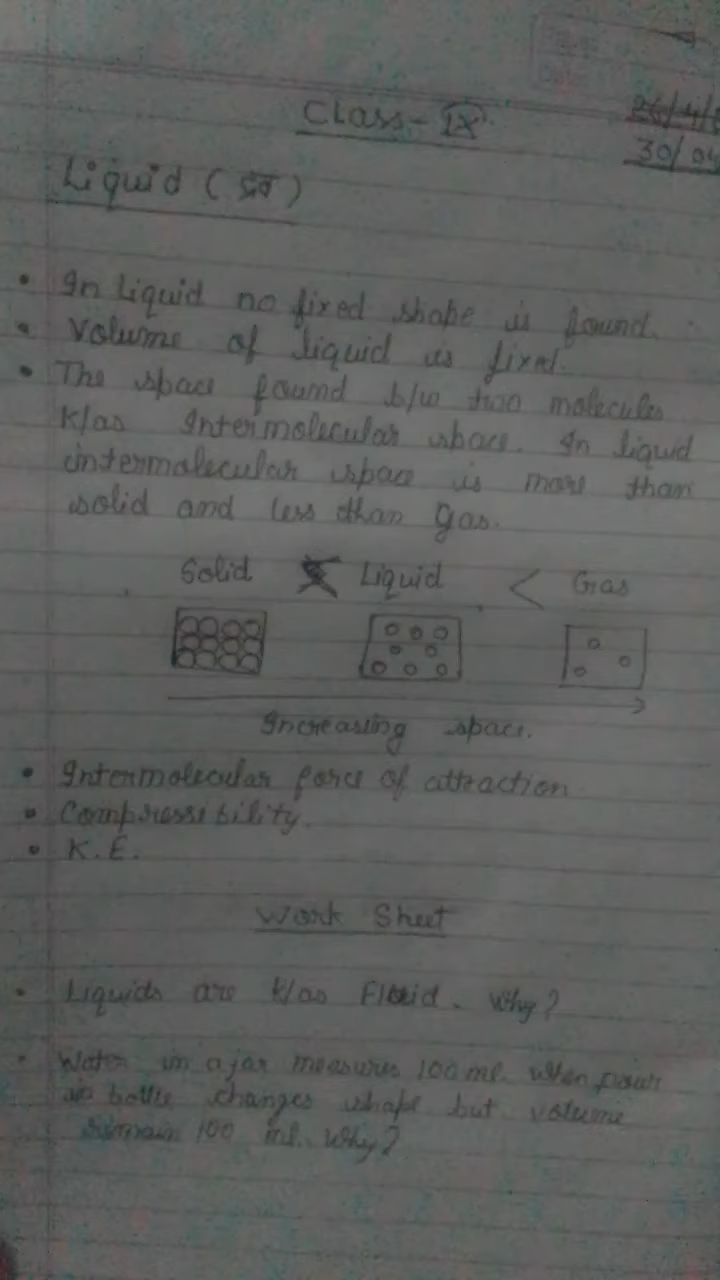 Class - IX
26/4/
30/04
Liquid (द्रव)
• In Liquid no fixed shape is found.
• Volume of liquid is fixed.
• The space found b/w two molecules
k/as Intermolecular space. In liquid
intermolecular space is more than
solid and less than gas.
Solid < Liquid < Gas
Increasing space.
• Intermolecular force of attraction
• Compressibility.
• K.E.
Work Sheet
• Liquids are k/as Fluid. Why?
• Water in a jar measures 100 ml. when pour
in bottle changes shape but volume
remain 100 ml. Why?